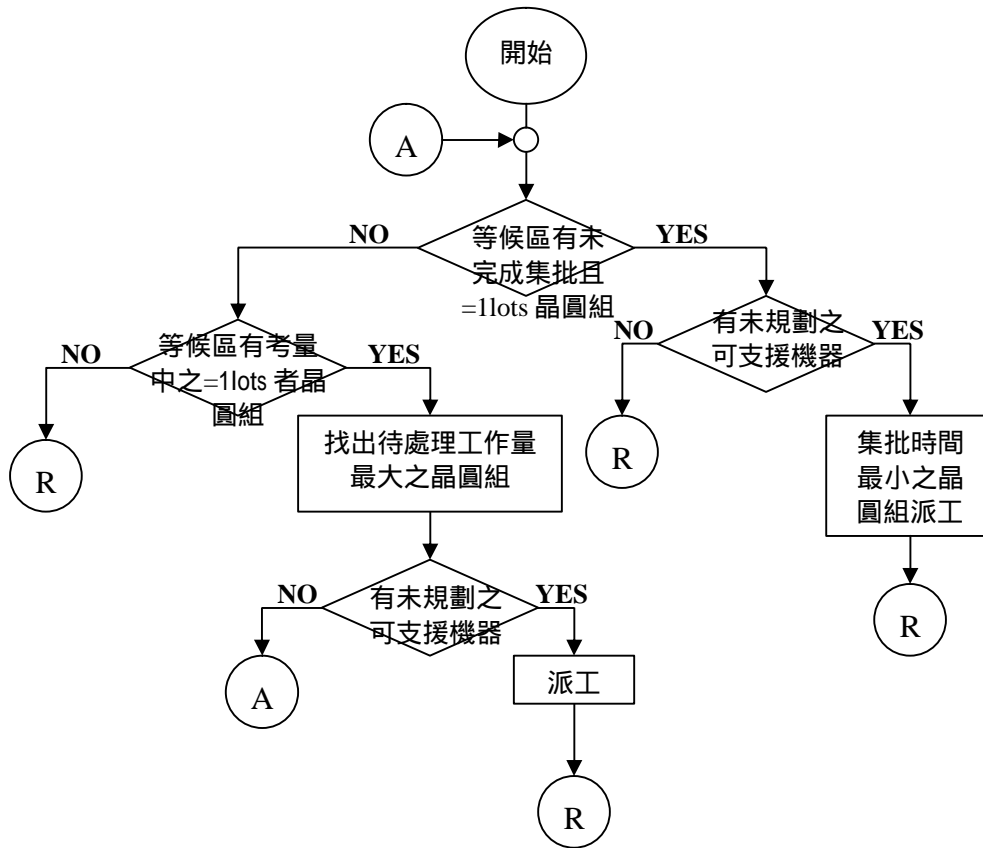 開始
A
NO
YES
等候區有未
完成集批且
=1lots 晶圓組
NO
YES
等候區有考量
中之=1lots 者晶
圓組
NO
YES
有未規劃之
可支援機器
R
找出待處理工作量
最大之晶圓組
R
集批時間
最小之晶
圓組派工
NO
YES
有未規劃之
可支援機器
R
A
派工
R